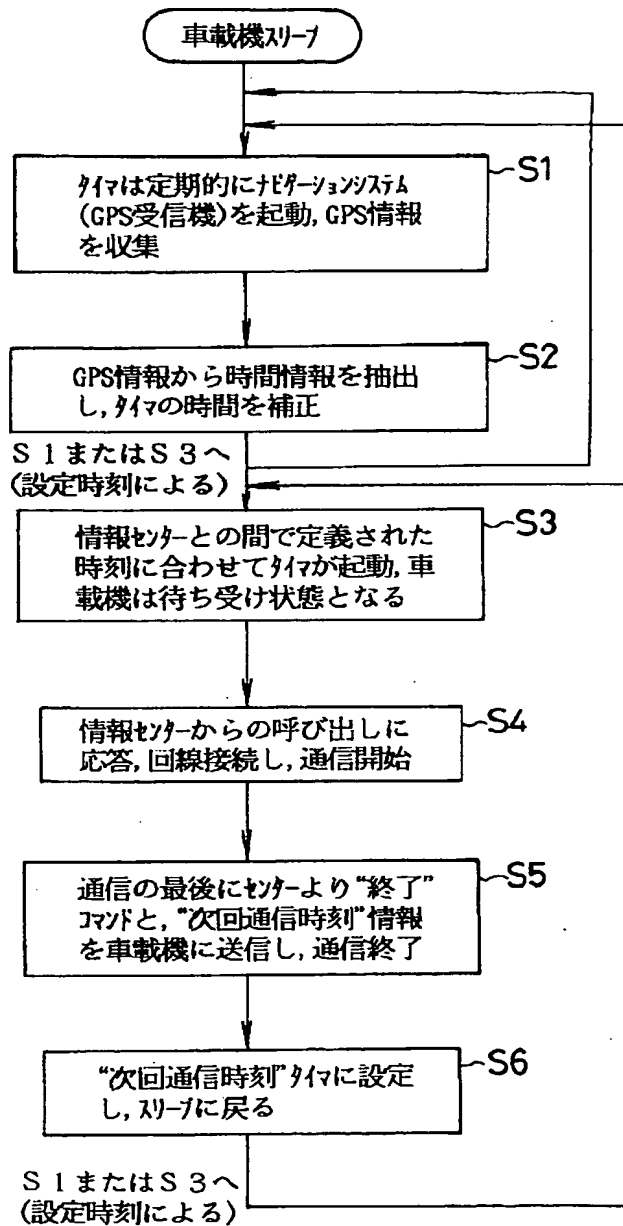 車載機スリープ
タイマは定期的にナビゲーションシステム
(GPS受信機)を起動,GPS情報
を収集
S1
GPS情報から時間情報を抽出
し,タイマの時間を補正
S2
S1またはS3へ
(設定時刻による)
情報センターとの間で定義された
時刻に合わせてタイマが起動,車
載機は待ち受け状態となる
S3
情報センターからの呼び出しに
応答,回線接続し,通信開始
S4
通信の最後にセンターより“終了”
コマンドと,“次回通信時刻”情報
を車載機に送信し,通信終了
S5
“次回通信時刻”タイマに設定
し,スリープに戻る
S6
S1またはS3へ
(設定時刻による)